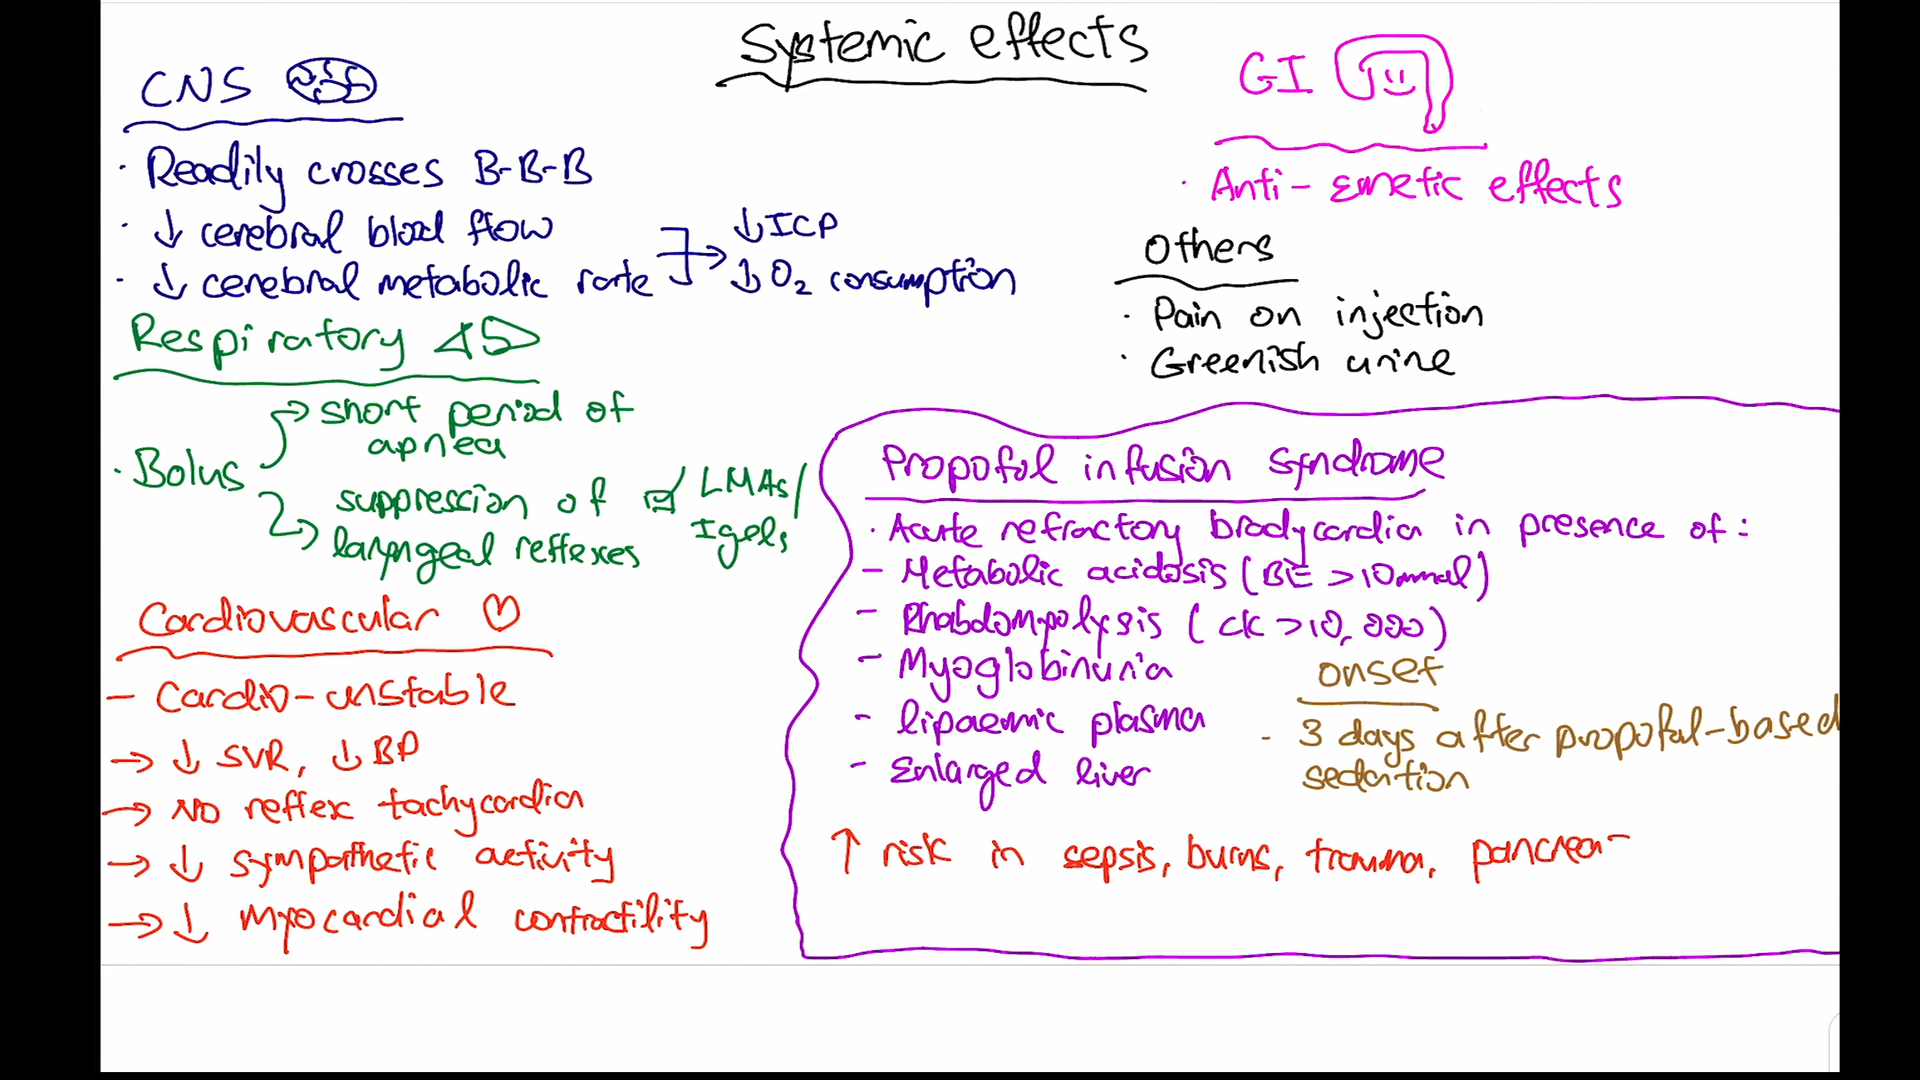 Systemic effects
CNS
· Readily crosses B-B-B
· ↓ cerebral blood flow
· ↓ cerebral metabolic rate
→ ↓ ICP
↓ O₂ consumption
Respiratory
· Bolus
→ short period of
apnea
→ suppression of
laryngeal reflexes
☑ LMAs/
Igels
Cardiovascular ♡
- Cardio-unstable
→ ↓ SVR, ↓ BP
→ No reflex tachycardia
→ ↓ sympathetic activity
→ ↓ Myocardial contractility
GI
· Anti-emetic effects
Others
· Pain on injection
· Greenish urine
Propofol infusion syndrome
· Acute refractory bradycardia in presence of:
- Metabolic acidosis (BE >10mmol)
- Rhabdomyolysis (CK >10,000)
- Myoglobinuria
- lipaemic plasma
- Enlarged liver
Onset
- 3 days after propofol-based
sedation
↑ risk in sepsis, burns, trauma, pancrea